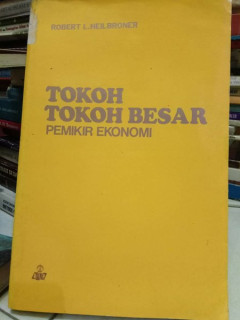 ROBERT L. HEILBRONER
TOKOH
TOKOH BESAR
PEMIKIR EKONOMI